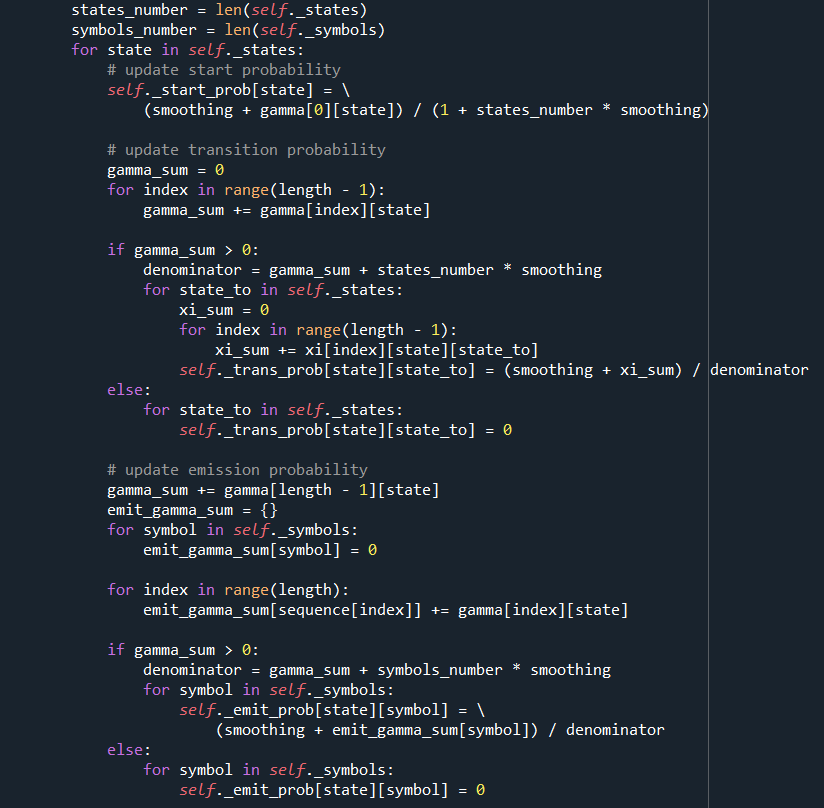 states_number = len(self._states)
symbols_number = len(self._symbols)
for state in self._states:
    # update start probability
    self._start_prob[state] = \
        (smoothing + gamma[0][state]) / (1 + states_number * smoothing)

    # update transition probability
    gamma_sum = 0
    for index in range(length - 1):
        gamma_sum += gamma[index][state]

    if gamma_sum > 0:
        denominator = gamma_sum + states_number * smoothing
        for state_to in self._states:
            xi_sum = 0
            for index in range(length - 1):
                xi_sum += xi[index][state][state_to]
            self._trans_prob[state][state_to] = (smoothing + xi_sum) / denominator
    else:
        for state_to in self._states:
            self._trans_prob[state][state_to] = 0

    # update emission probability
    gamma_sum += gamma[length - 1][state]
    emit_gamma_sum = {}
    for symbol in self._symbols:
        emit_gamma_sum[symbol] = 0

    for index in range(length):
        emit_gamma_sum[sequence[index]] += gamma[index][state]

    if gamma_sum > 0:
        denominator = gamma_sum + symbols_number * smoothing
        for symbol in self._symbols:
            self._emit_prob[state][symbol] = \
                (smoothing + emit_gamma_sum[symbol]) / denominator
    else:
        for symbol in self._symbols:
            self._emit_prob[state][symbol] = 0